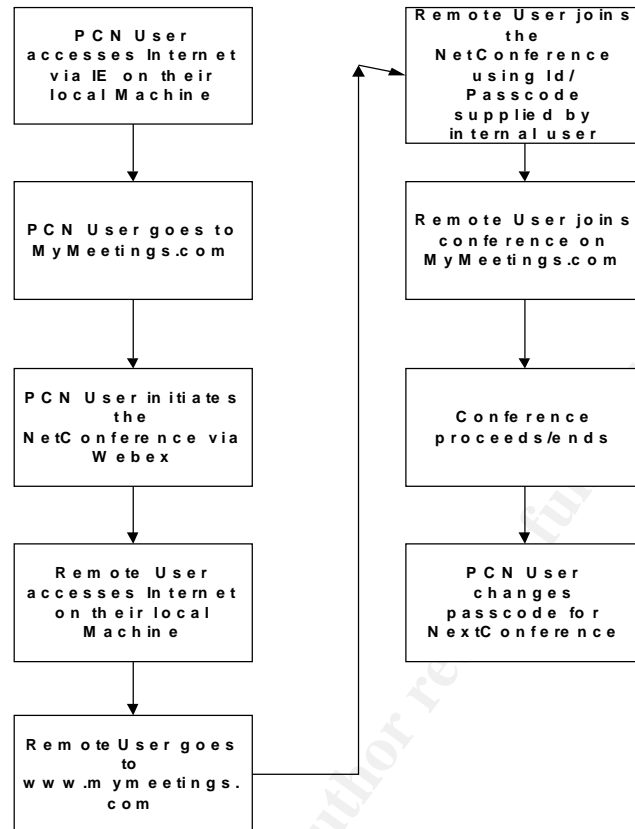 PCN User
accesses Internet
via IE on their
local Machine
PCN User goes to
MyMeetings.com
PCN User initiates
the
NetConference via
Webex
Remote User
accesses Internet
on their local
Machine
Remote User goes
to
www.mymeetings.
com
Remote User joins
the
NetConference
using Id/
Passcode
supplied by
internal user
Remote User joins
conference on
MyMeetings.com
Conference
proceeds/ends
PCN User
changes
passcode for
NextConference